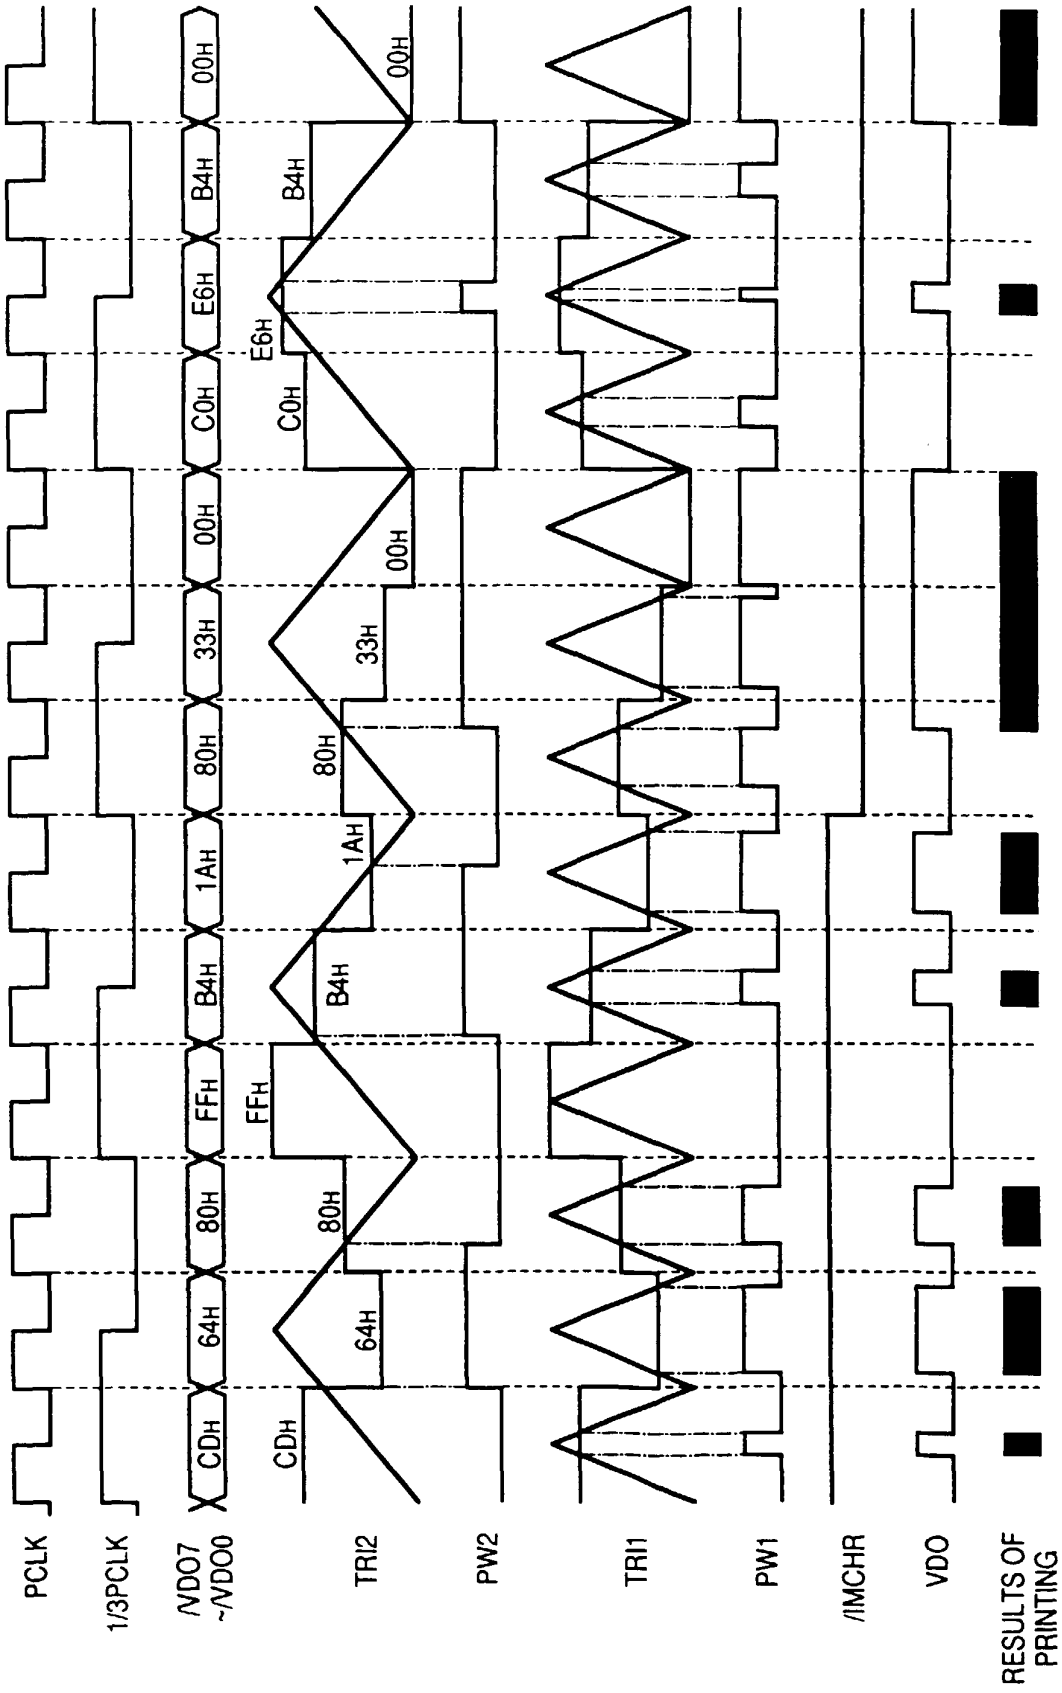 PCLK
1/3PCLK
/VDO7
~/VDO0
CDH
64H
80H
FFH
B4H
1AH
80H
33H
00H
C0H
E6H
B4H
00H
TRI2
CDH
64H
80H
FFH
B4H
1AH
80H
33H
00H
C0H
E6H
B4H
00H
PW2
TRI1
PW1
/IMCHR
VDO
RESULTS OF
PRINTING